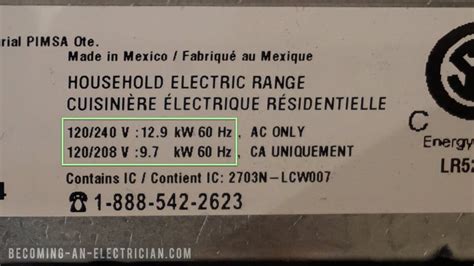 rial PIMSA Ote.
Made in Mexico / Fabriqué au Mexique
HOUSEHOLD ELECTRIC RANGE
CUISINIÈRE ÉLECTRIQUE RÉSIDENTIELLE
120/240 V : 12.9 kW 60 Hz , AC ONLY
120/208 V : 9.7 kW 60 Hz , CA UNIQUEMENT
Contains IC / Contient IC: 2703N-LCW007
☎ 1-888-542-2623
C
Energy
LR52
4
BECOMING-AN-ELECTRICIAN.COM